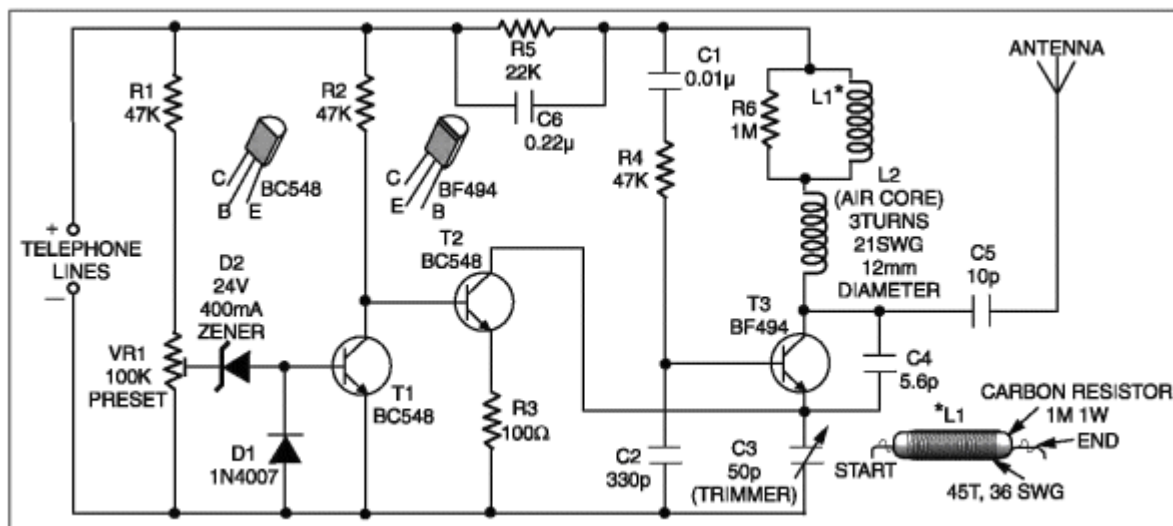 R1
47K
R2
47K
R5
22K
C6
0.22µ
C1
0.01µ
ANTENNA
R6
1M
L1*
R4
47K
C
B
E
BC548
C
E
B
BF494
L2
(AIR CORE)
3TURNS
21SWG
12mm
DIAMETER
+
TELEPHONE
LINES
—
D2
24V
400mA
ZENER
T2
BC548
C5
10p
T3
BF494
VR1
100K
PRESET
T1
BC548
C4
5.6p
R3
100Ω
D1
1N4007
C2
330p
C3
50p
(TRIMMER)
CARBON RESISTOR
1M 1W
*L1
END
START
45T, 36 SWG